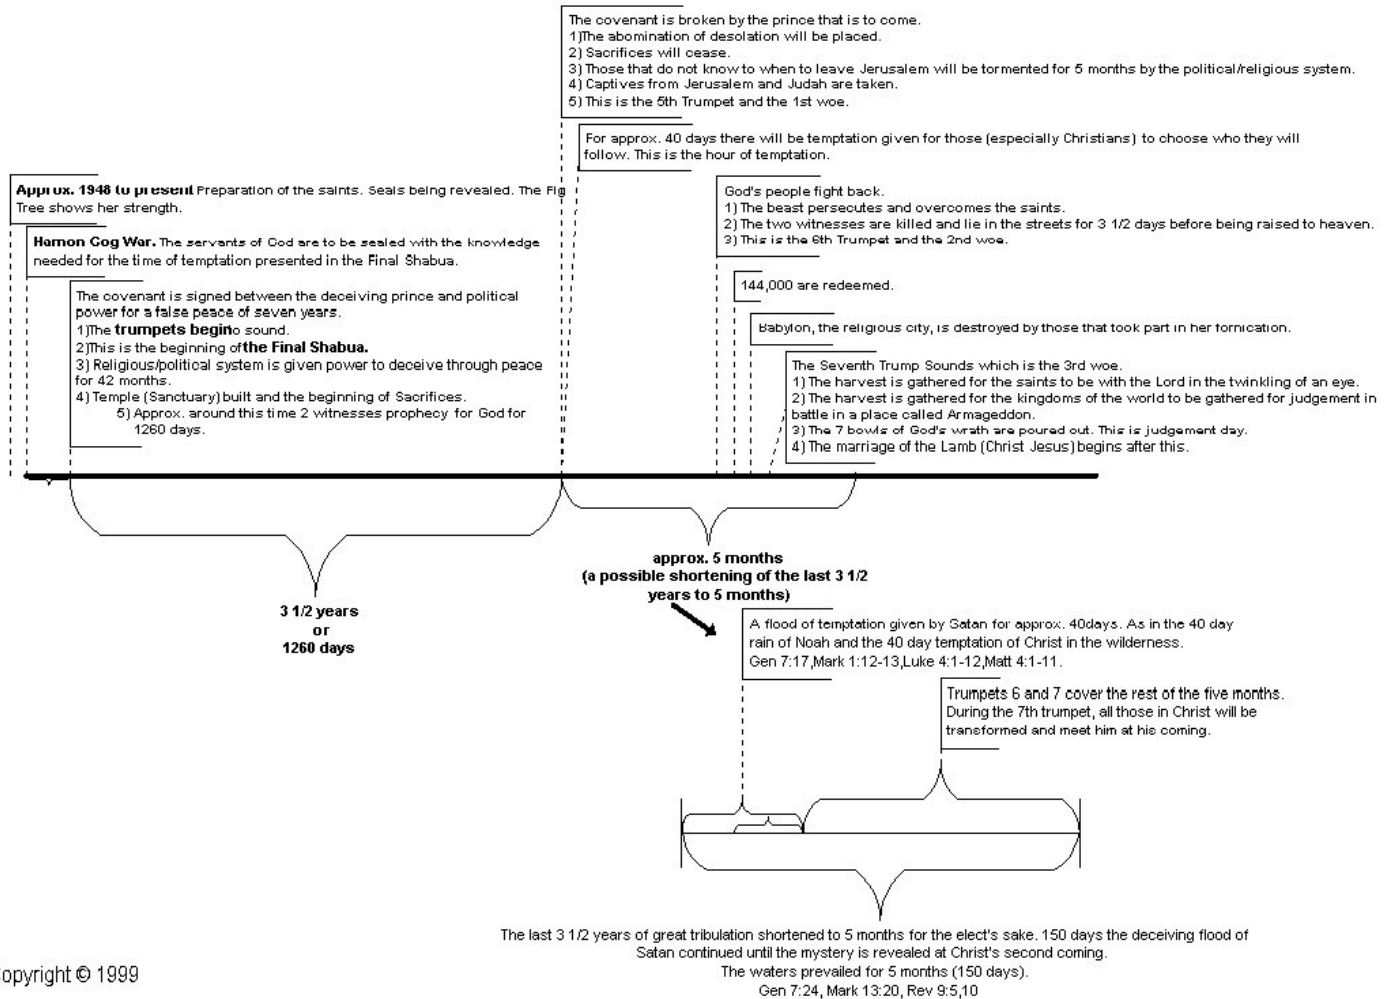 The covenant is broken by the prince that is to come.
1)The abomination of desolation will be placed.
2) Sacrifices will cease.
3) Those that do not know to when to leave Jerusalem will be tormented for 5 months by the political/religious system.
4) Captives from Jerusalem and Judah are taken.
5) This is the 5th Trumpet and the 1st woe.
For approx. 40 days there will be temptation given for those (especially Christians) to choose who they will
follow. This is the hour of temptation.
Approx. 1948 to present Preparation of the saints. Seals being revealed. The Fig
Tree shows her strength.
God's people fight back.
1) The beast persecutes and overcomes the saints.
2) The two witnesses are killed and lie in the streets for 3 1/2 days before being raised to heaven.
3) This is the 6th Trumpet and the 2nd woe.
Hamon Gog War. The servants of God are to be sealed with the knowledge
needed for the time of temptation presented in the Final Shabua.
144,000 are redeemed.
The covenant is signed between the deceiving prince and political
power for a false peace of seven years.
1)The trumpets begin to sound.
2)This is the beginning of the Final Shabua.
3) Religious/political system is given power to deceive through peace
for 42 months.
4) Temple (Sanctuary) built and the beginning of Sacrifices.
5) Approx. around this time 2 witnesses prophecy for God for
1260 days.
Babylon, the religious city, is destroyed by those that took part in her fornication.
The Seventh Trump Sounds which is the 3rd woe.
1) The harvest is gathered for the saints to be with the Lord in the twinkling of an eye.
2) The harvest is gathered for the kingdoms of the world to be gathered for judgement in
battle in a place called Armageddon.
3) The 7 bowls of God's wrath are poured out. This is judgement day.
4) The marriage of the Lamb (Christ Jesus) begins after this.
3 1/2 years
or
1260 days
approx. 5 months
(a possible shortening of the last 3 1/2
years to 5 months)
A flood of temptation given by Satan for approx. 40days. As in the 40 day
rain of Noah and the 40 day temptation of Christ in the wilderness.
Gen 7:17,Mark 1:12-13,Luke 4:1-12,Matt 4:1-11.
Trumpets 6 and 7 cover the rest of the five months.
During the 7th trumpet, all those in Christ will be
transformed and meet him at his coming.
The last 3 1/2 years of great tribulation shortened to 5 months for the elect's sake. 150 days the deceiving flood of
Satan continued until the mystery is revealed at Christ's second coming.
The waters prevailed for 5 months (150 days).
Gen 7:24, Mark 13:20, Rev 9:5,10
opyright © 1999